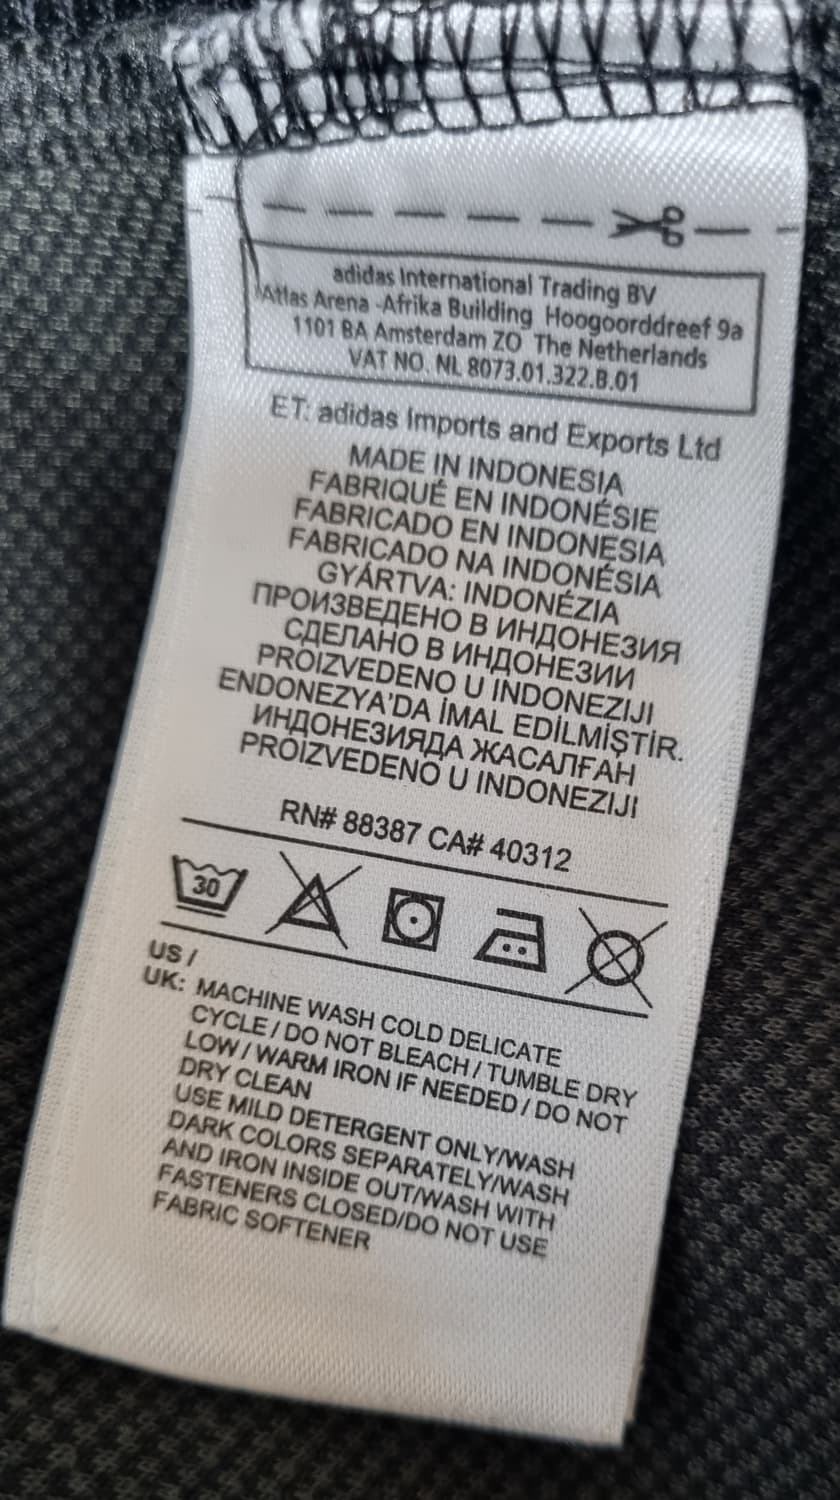 adidas International Trading BV
Atlas Arena -Afrika Building Hoogoorddreef 9a
1101 BA Amsterdam ZO The Netherlands
VAT NO. NL 8073.01.322.B.01
ET: adidas Imports and Exports Ltd
MADE IN INDONESIA
FABRIQUÉ EN INDONÉSIE
FABRICADO EN INDONESIA
FABRICADO NA INDONÉSIA
GYÁRTVA: INDONÉZIA
ПРОИЗВЕДЕНО В ИНДОНЕЗИЯ
СДЕЛАНО В ИНДОНЕЗИИ
PROIZVEDENO U INDONEZIJI
ENDONEZYA'DA İMAL EDİLMİŞTİR.
ИНДОНЕЗИЯДА ЖАСАЛҒАН
PROIZVEDENO U INDONEZIJI
RN# 88387 CA# 40312
30
US /
UK: MACHINE WASH COLD DELICATE
CYCLE / DO NOT BLEACH / TUMBLE DRY
LOW / WARM IRON IF NEEDED / DO NOT
DRY CLEAN
USE MILD DETERGENT ONLY/WASH
DARK COLORS SEPARATELY/WASH
AND IRON INSIDE OUT/WASH WITH
FASTENERS CLOSED/DO NOT USE
FABRIC SOFTENER